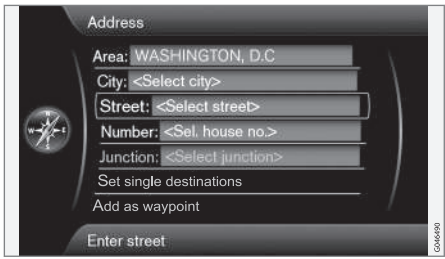 Address
Area: WASHINGTON, D.C
City: <Select city>
Street: <Select street>
Number: <Sel. house no.>
Junction: <Select junction>
Set single destinations
Add as waypoint
Enter street
N
W
E
G046490